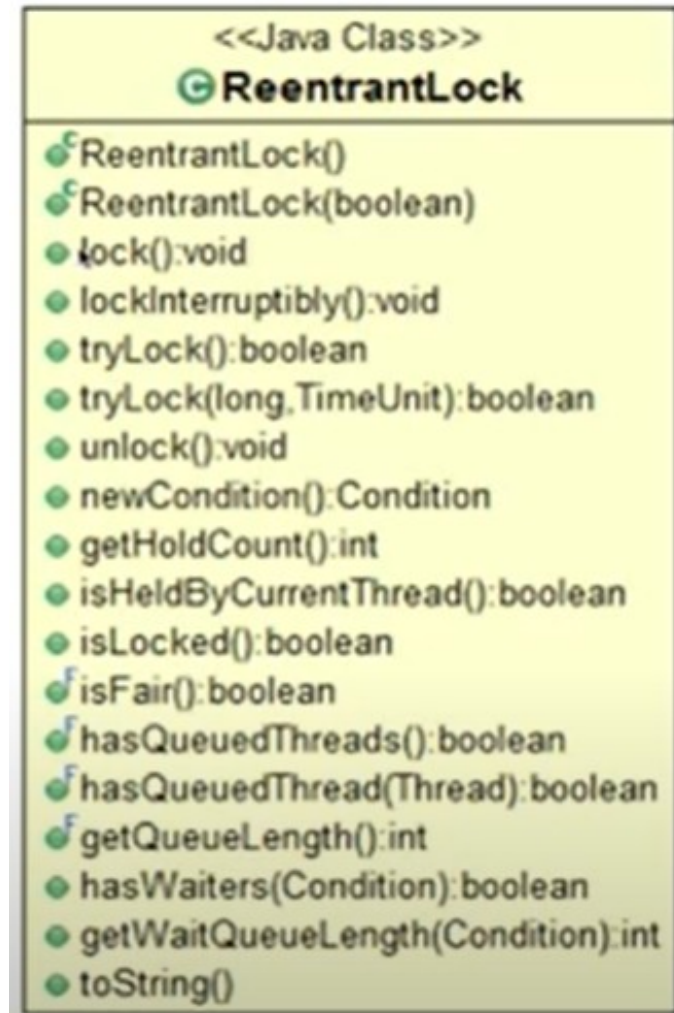 <<Java Class>>
ReentrantLock
ReentrantLock()
ReentrantLock(boolean)
lock():void
lockInterruptibly():void
tryLock():boolean
tryLock(long,TimeUnit):boolean
unlock():void
newCondition():Condition
getHoldCount():int
isHeldByCurrentThread():boolean
isLocked():boolean
isFair():boolean
hasQueuedThreads():boolean
hasQueuedThread(Thread):boolean
getQueueLength():int
hasWaiters(Condition):boolean
getWaitQueueLength(Condition):int
toString()